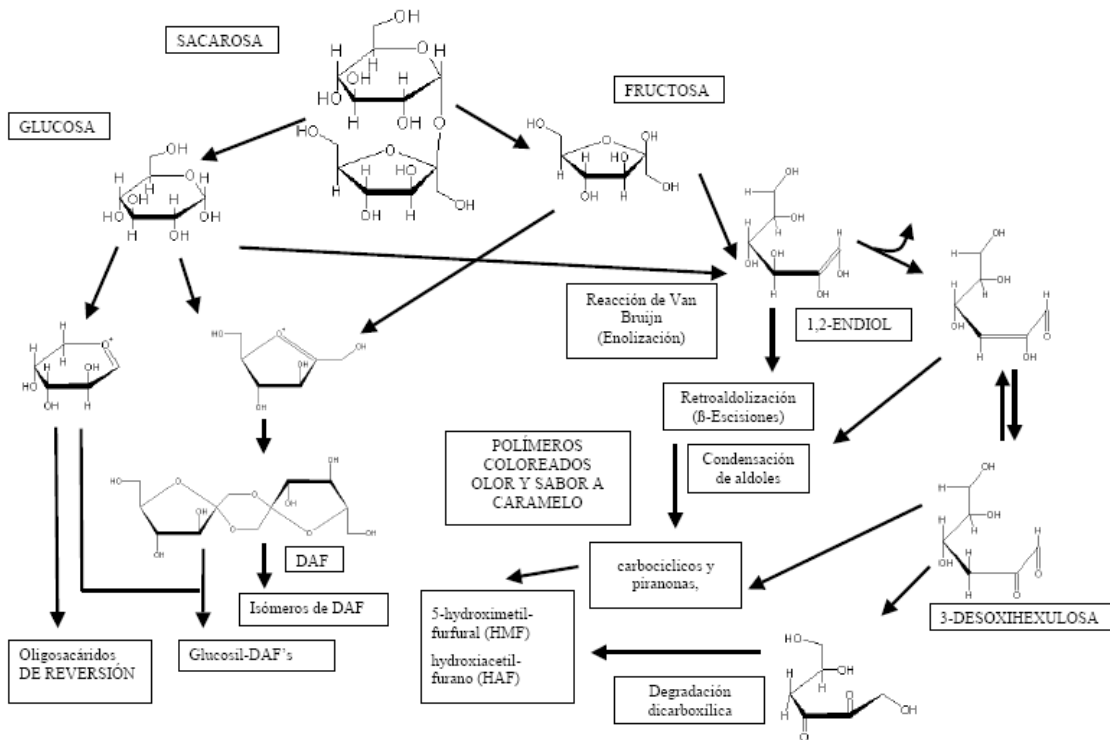 SACAROSA
GLUCOSA
FRUCTOSA
Reacción de Van
Bruijn
(Enolización)
1,2-ENDIOL
Retroaldolización
(ß-Escisiones)
Condensación
de aldoles
POLÍMEROS
COLOREADOS
OLOR Y SABOR A
CARAMELO
DAF
Isómeros de DAF
Glucosil-DAF's
Oligosacáridos
DE REVERSIÓN
carbociclicos y
piranonas,
5-hydroximetil-
furfural (HMF)
hydroxiacetil-
furano (HAF)
3-DESOXIHEXULOSA
Degradación
dicarboxílica